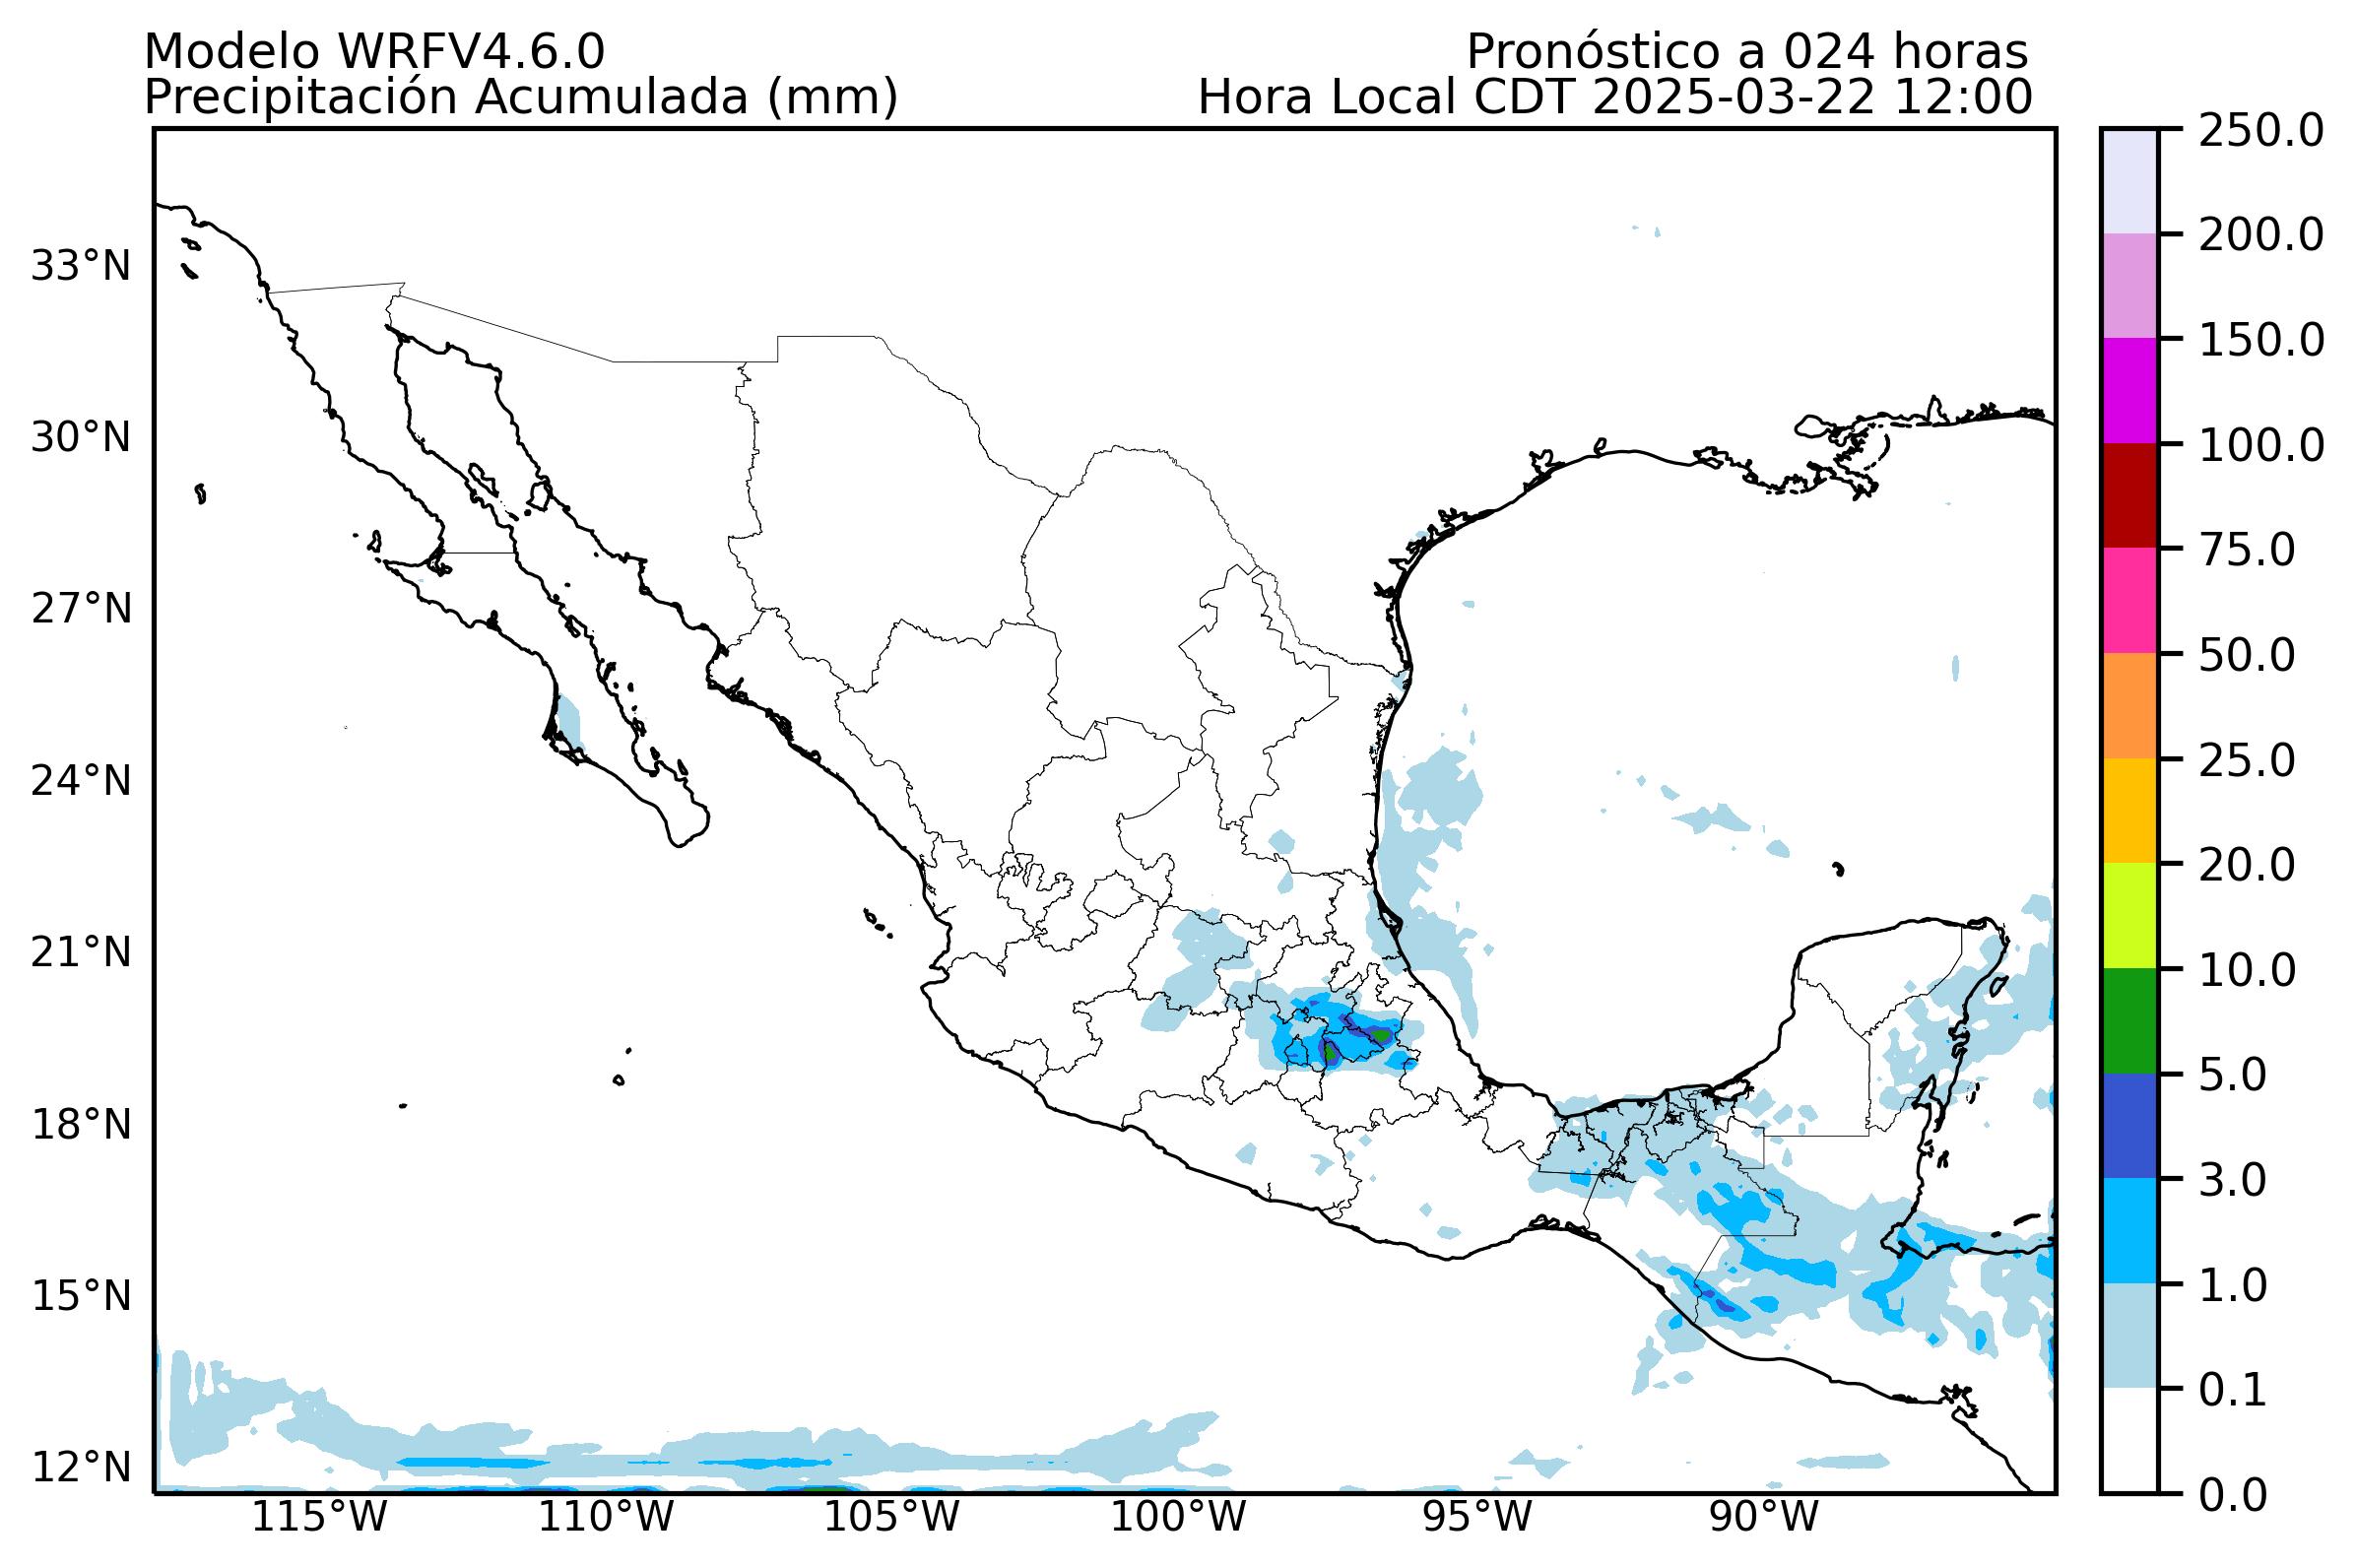 Modelo WRFV4.6.0
Pronóstico a 024 horas
Precipitación Acumulada (mm)
Hora Local CDT 2025-03-22 12:00
33°N
30°N
27°N
24°N
21°N
18°N
15°N
12°N
115°W
110°W
105°W
100°W
95°W
90°W
250.0
200.0
150.0
100.0
75.0
50.0
25.0
20.0
10.0
5.0
3.0
1.0
0.1
0.0